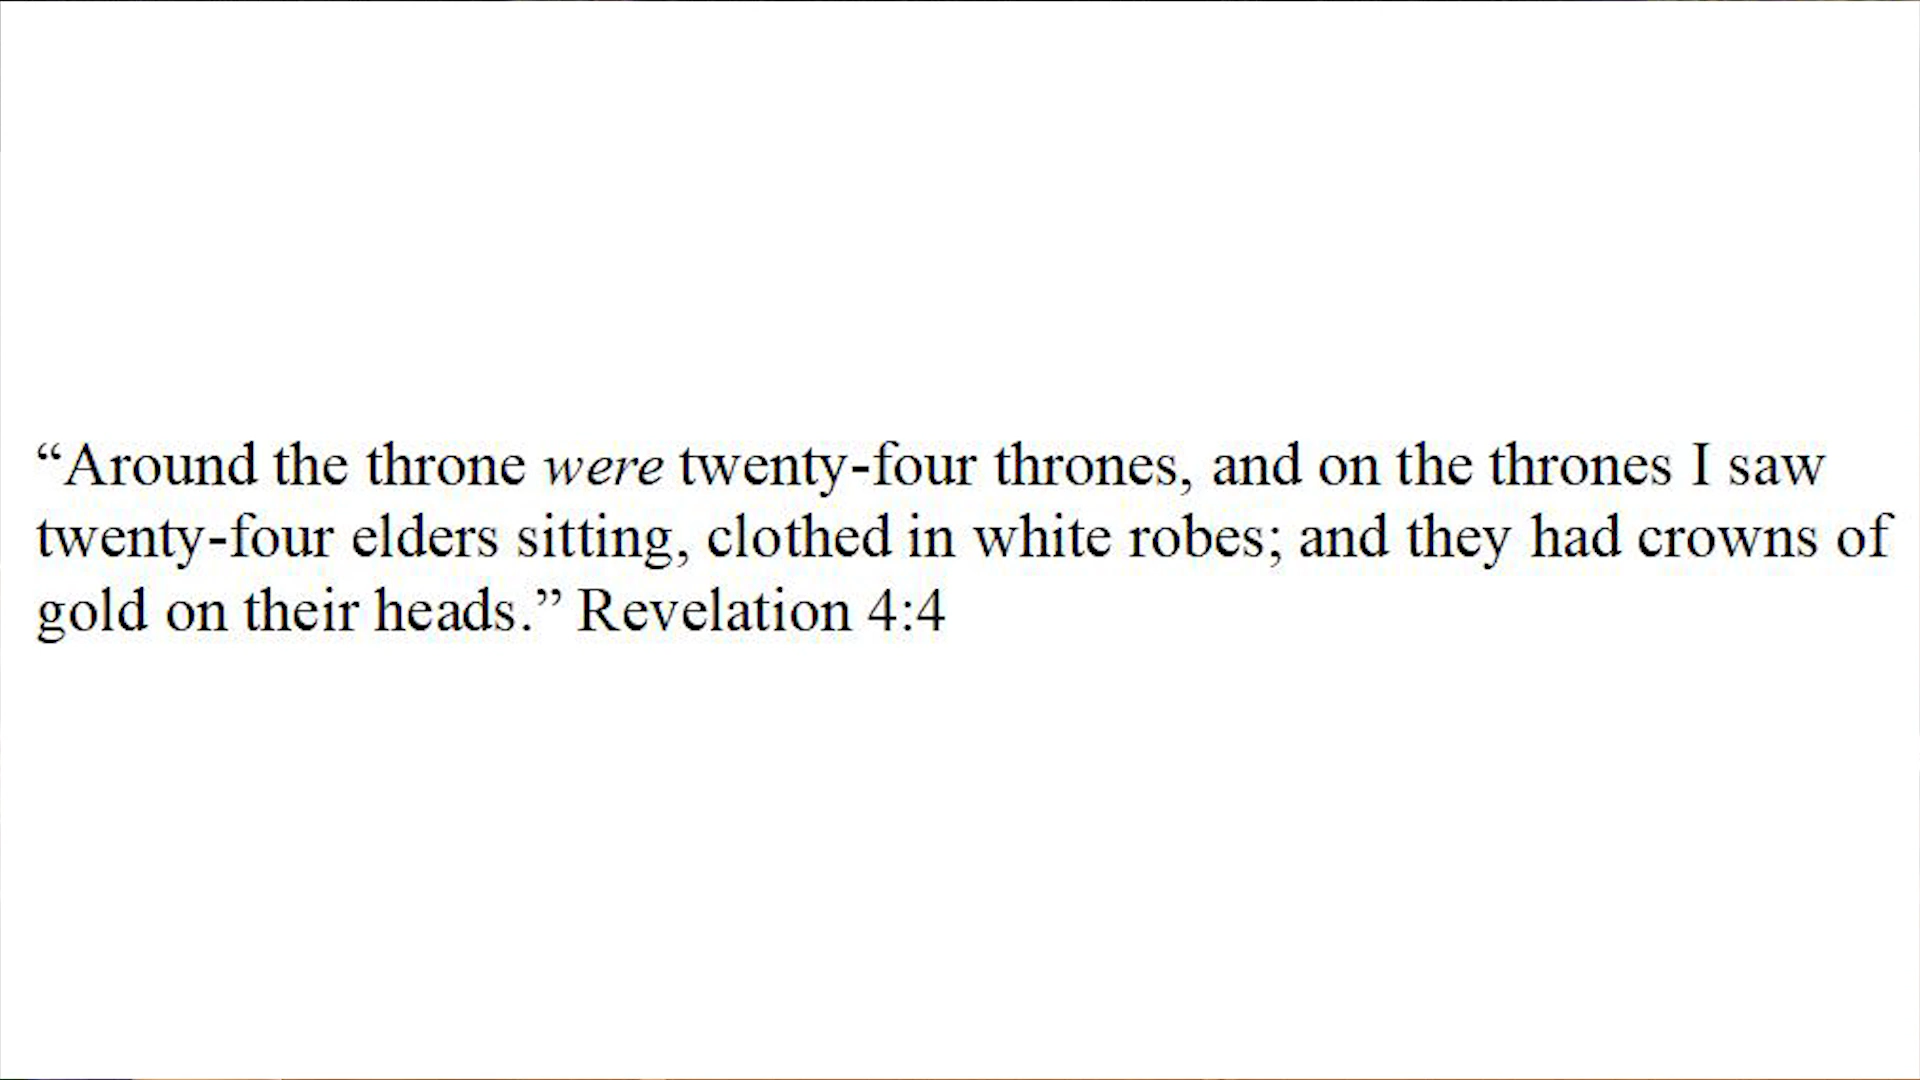 “Around the throne were twenty-four thrones, and on the thrones I saw
twenty-four elders sitting, clothed in white robes; and they had crowns of
gold on their heads.” Revelation 4:4